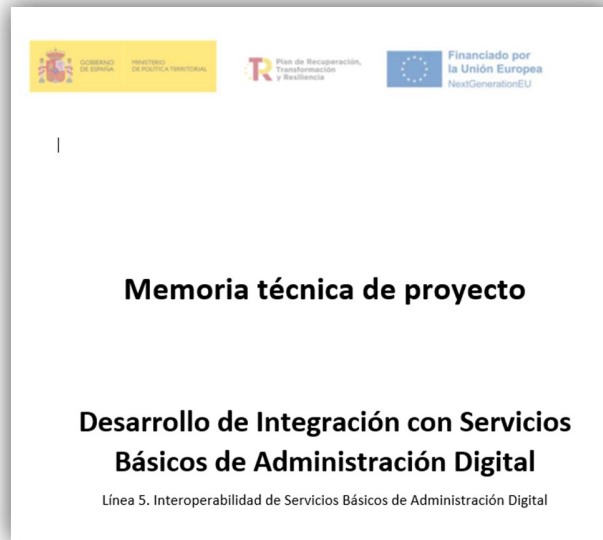 GOBIERNO
DE ESPAÑA
MINISTERIO
DE POLÍTICA TERRITORIAL
Plan de Recuperación,
Transformación
y Resiliencia
Financiado por
la Unión Europea
NextGenerationEU
Memoria técnica de proyecto
Desarrollo de Integración con Servicios
Básicos de Administración Digital
Línea 5. Interoperabilidad de Servicios Básicos de Administración Digital